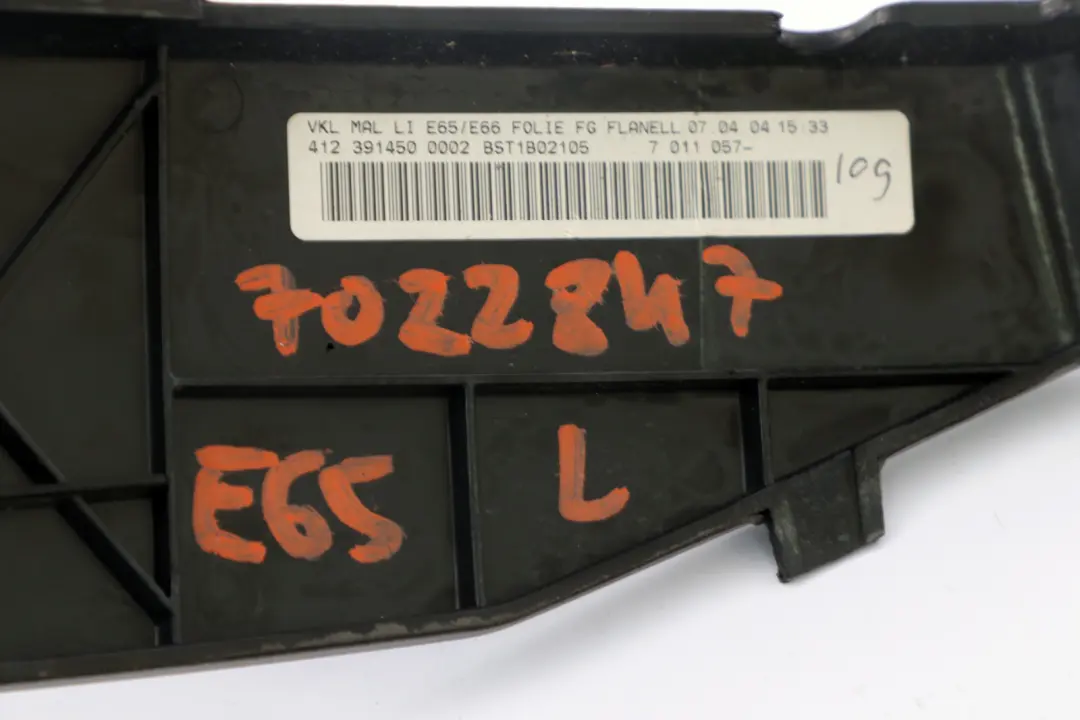 VKL MAL LI E65/E66 FOLIE FG FLANELL 07.04.04 15:33
412 391450 0002 BST1B02105 7 011 057-
109
7022847
E65 L